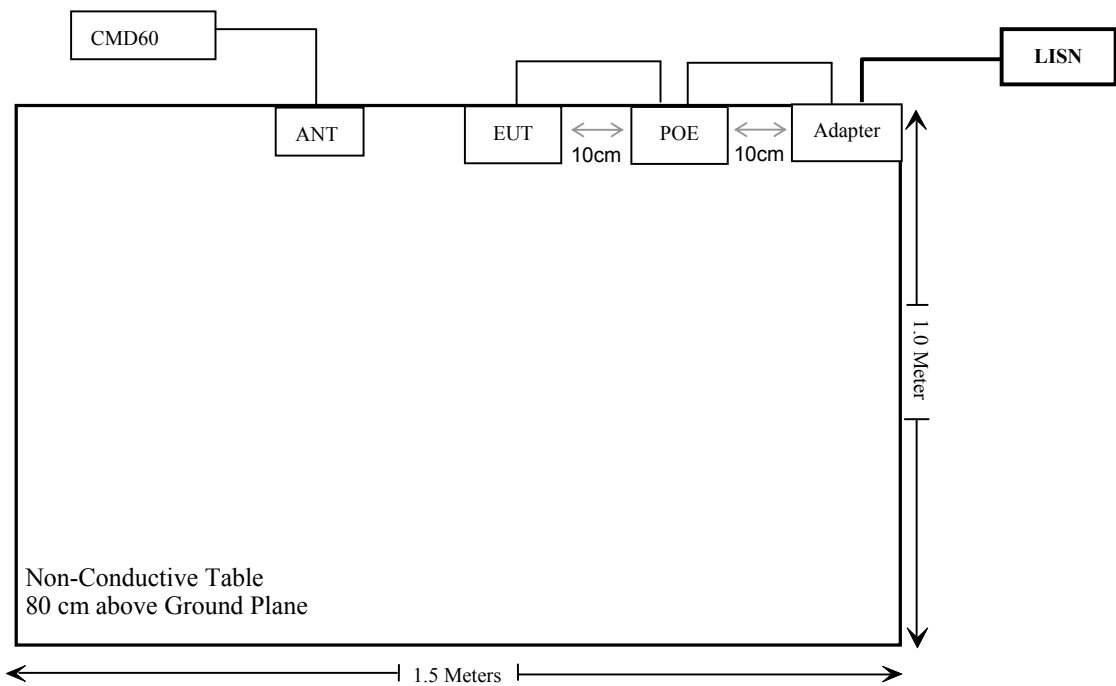 CMD60
LISN
ANT
EUT
POE
Adapter
10cm
10cm
1.0 Meter
Non-Conductive Table
80 cm above Ground Plane
1.5 Meters